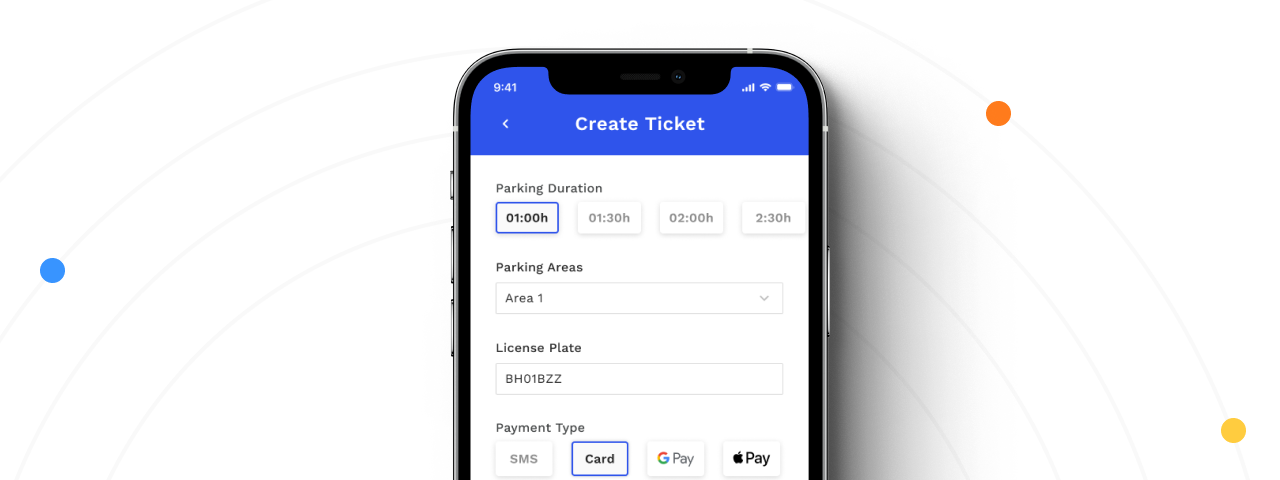 9:41
Create Ticket
Parking Duration
01:00h 01:30h 02:00h 2:30h
Parking Areas
Area 1
License Plate
BH01BZZ
Payment Type
SMS Card G Pay Pay